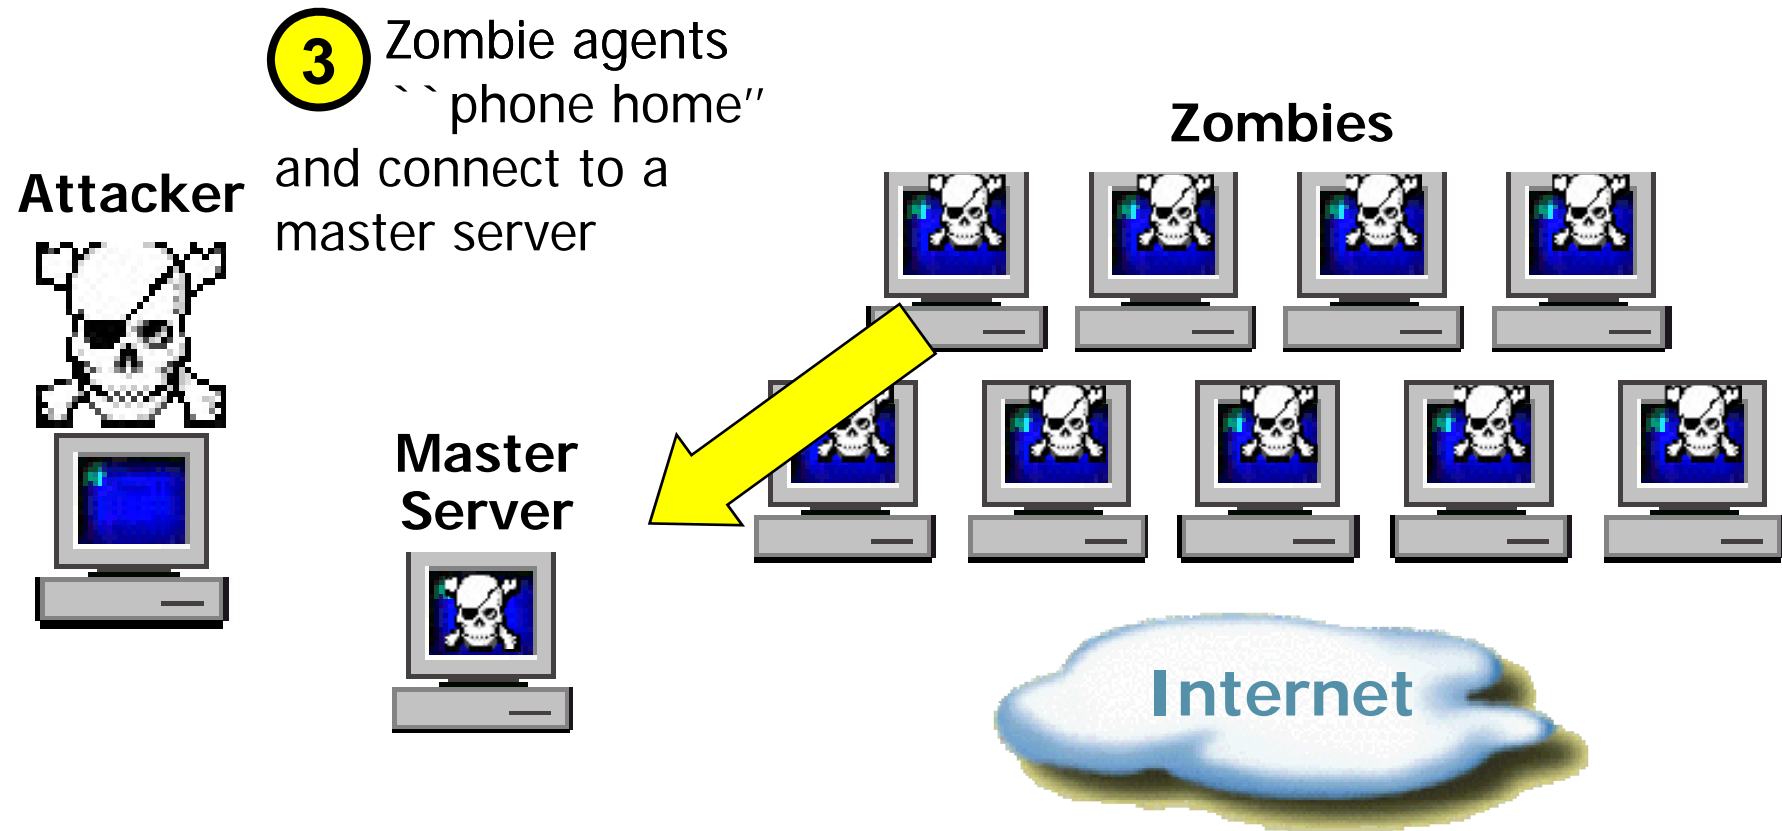 3 Zombie agents
``phone home"
and connect to a
master server
Attacker
Zombies
Master
Server
Internet